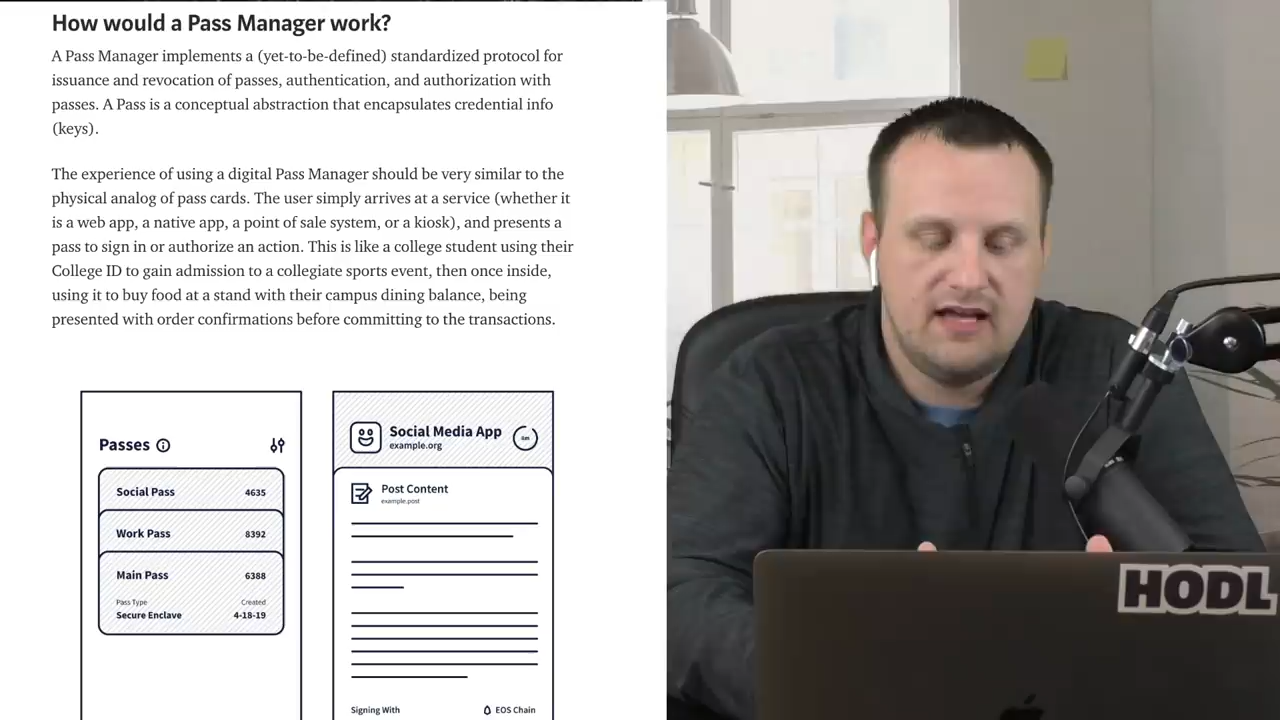 How would a Pass Manager work?
A Pass Manager implements a (yet-to-be-defined) standardized protocol for
issuance and revocation of passes, authentication, and authorization with
passes. A Pass is a conceptual abstraction that encapsulates credential info
(keys).
The experience of using a digital Pass Manager should be very similar to the
physical analog of pass cards. The user simply arrives at a service (whether it
is a web app, a native app, a point of sale system, or a kiosk), and presents a
pass to sign in or authorize an action. This is like a college student using their
College ID to gain admission to a collegiate sports event, then once inside,
using it to buy food at a stand with their campus dining balance, being
presented with order confirmations before committing to the transactions.
Passes
Social Pass 4635
Work Pass 8392
Main Pass 6388
Pass Type Created
Secure Enclave 4-18-19
Social Media App
example.org
Post Content
example.post
Signing With EOS Chain
HODL